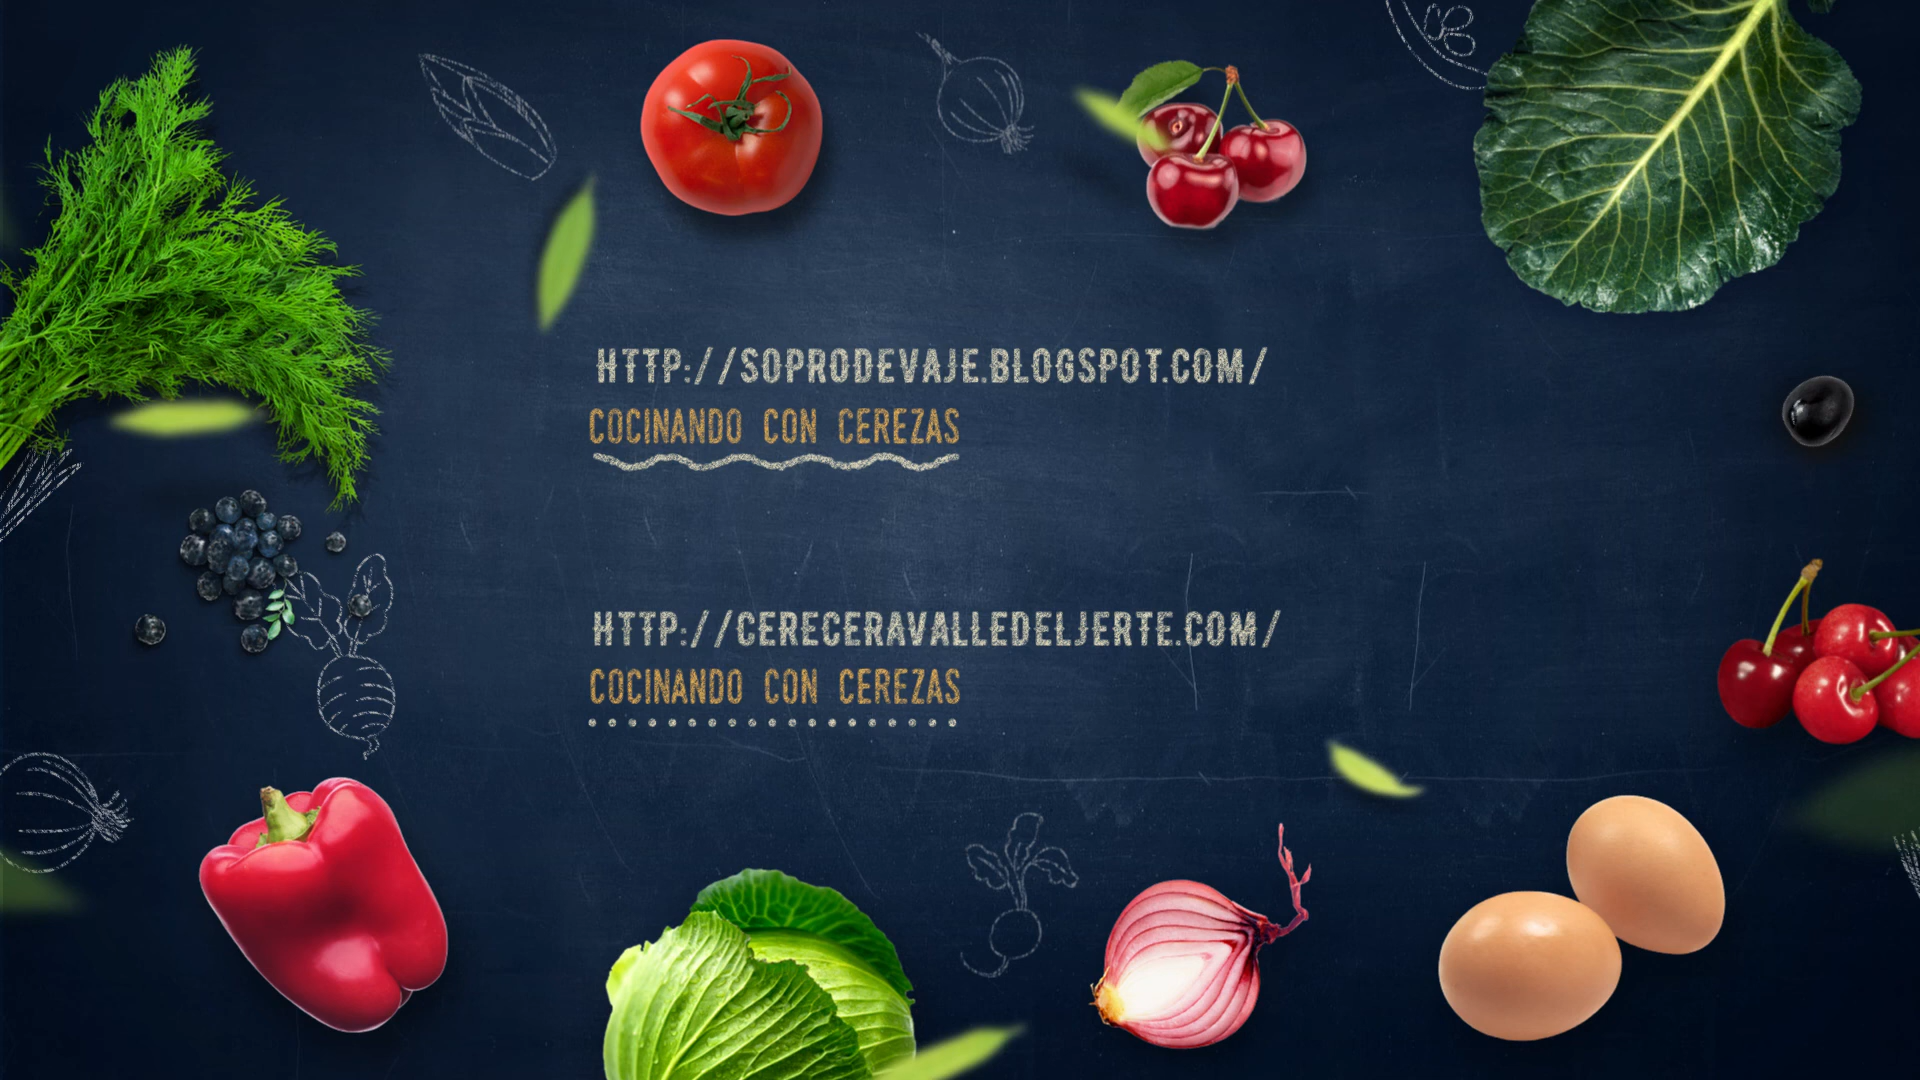 HTTP://SOPRODEVAJE.BLOGSPOT.COM/
COCINANDO CON CEREZAS
HTTP://CERECERAVALLEDELJERTE.COM/
COCINANDO CON CEREZAS